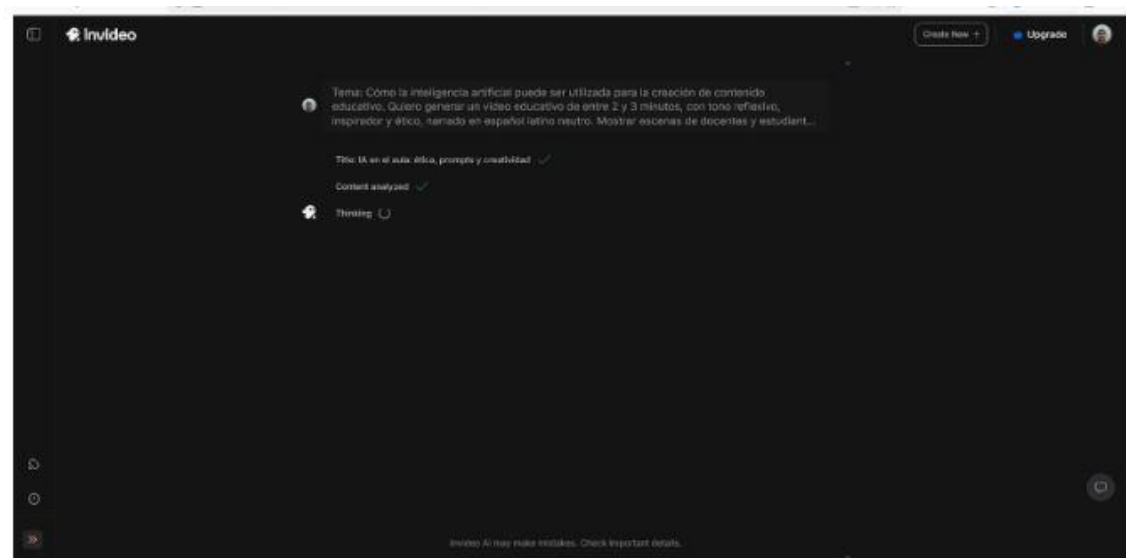 invideo
Create New +
Upgrade
Tema: Cómo la inteligencia artificial puede ser utilizada para la creación de contenido
educativo. Quiero generar un video educativo de entre 2 y 3 minutos, con tono reflexivo,
inspirador y ético, narrado en español latino neutro. Mostrar escenas de docentes y estudiant...
Title: IA en el aula: ética, prompts y creatividad
Content analyzed
Thinking
Invideo AI may make mistakes. Check important details.